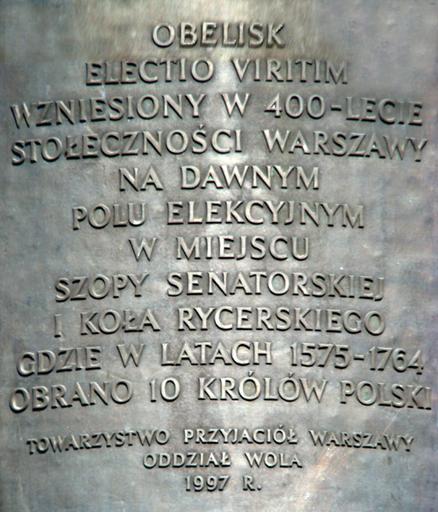 OBELISK
ELECTIO VIRITIM
WZNIESIONY W 400-LECIE
STOŁECZNOŚCI WARSZAWY
NA DAWNYM
POLU ELEKCYJNYM
W MIEJSCU
SZOPY SENATORSKIEJ
I KOŁA RYCERSKIEGO
GDZIE W LATACH 1575-1764
OBRANO 10 KRÓLÓW POLSKI
TOWARZYSTWO PRZYJACIÓŁ WARSZAWY
ODDZIAŁ WOLA
1997 R.